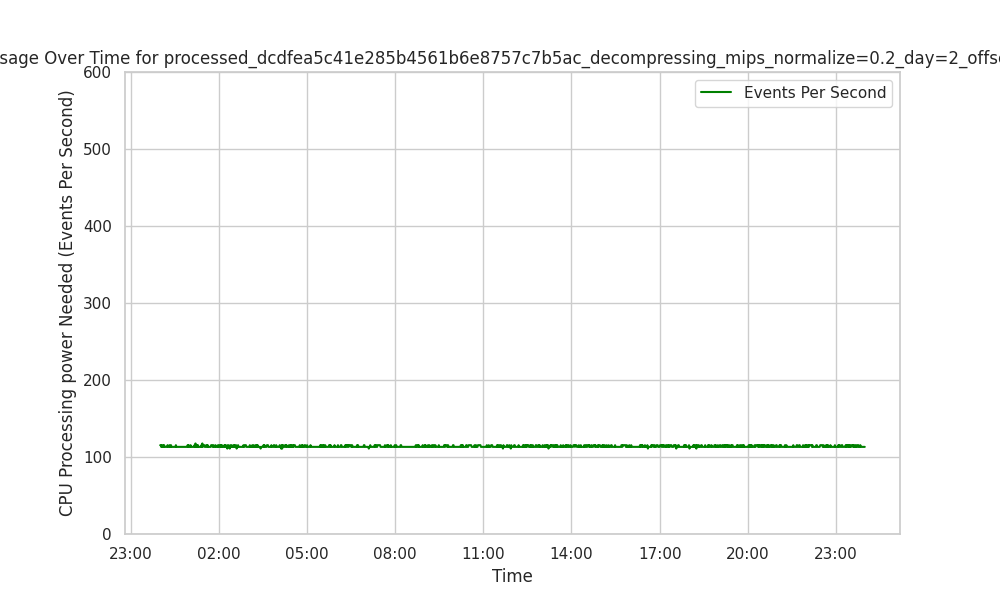 sage Over Time for processed_dcdfea5c41e285b4561b6e8757c7b5ac_decompressing_mips_normalize=0.2_day=2_offs
Events Per Second
CPU Processing power Needed (Events Per Second)
600
500
400
300
200
100
0
23:00 02:00 05:00 08:00 11:00 14:00 17:00 20:00 23:00
Time